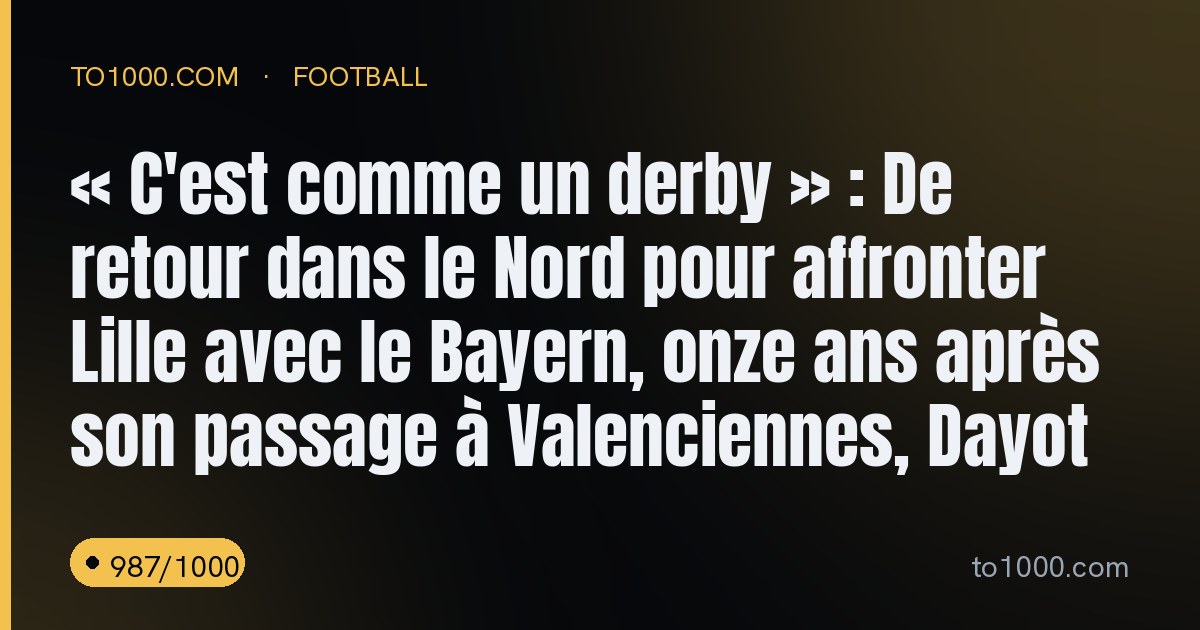 TO1000.COM · FOOTBALL
« C'est comme un derby » : De
retour dans le Nord pour affronter
Lille avec le Bayern, onze ans après
son passage à Valenciennes, Dayot
987/1000
to1000.com